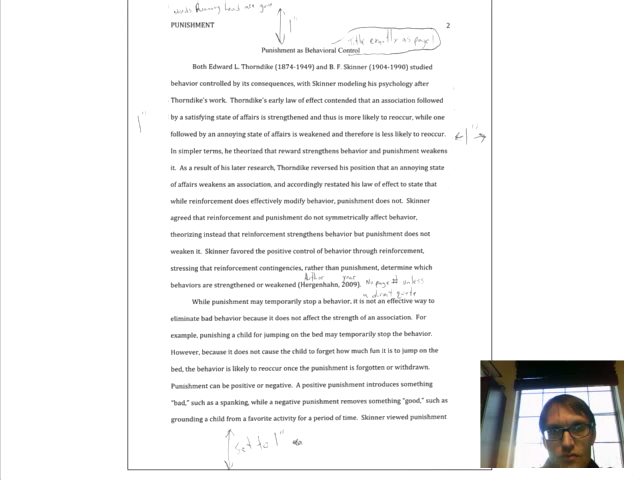 words Running head are gone
PUNISHMENT 2
1"
title exactly as page 1
Punishment as Behavioral Control
Both Edward L. Thorndike (1874-1949) and B. F. Skinner (1904-1990) studied
behavior controlled by its consequences, with Skinner modeling his psychology after
Thorndike's work. Thorndike's early law of effect contended that an association followed
by a satisfying state of affairs is strengthened and thus is more likely to reoccur, while one
1"
followed by an annoying state of affairs is weakened and therefore is less likely to reoccur.
1"
In simpler terms, he theorized that reward strengthens behavior and punishment weakens
it. As a result of his later research, Thorndike reversed his position that an annoying state
of affairs weakens an association, and accordingly restated his law of effect to state that
while reinforcement does effectively modify behavior, punishment does not. Skinner
agreed that reinforcement and punishment do not symmetrically affect behavior,
theorizing instead that reinforcement strengthens behavior but punishment does not
weaken it. Skinner favored the positive control of behavior through reinforcement,
stressing that reinforcement contingencies, rather than punishment, determine which
Author year
behaviors are strengthened or weakened (Hergenhahn, 2009). No page # unless
a direct quote
While punishment may temporarily stop a behavior, it is not an effective way to
eliminate bad behavior because it does not affect the strength of an association. For
example, punishing a child for jumping on the bed may temporarily stop the behavior.
However, because it does not cause the child to forget how much fun it is to jump on the
bed, the behavior is likely to reoccur once the punishment is forgotten or withdrawn.
Punishment can be positive or negative. A positive punishment introduces something
"bad," such as a spanking, while a negative punishment removes something "good," such as
grounding a child from a favorite activity for a period of time. Skinner viewed punishment
set to 1"